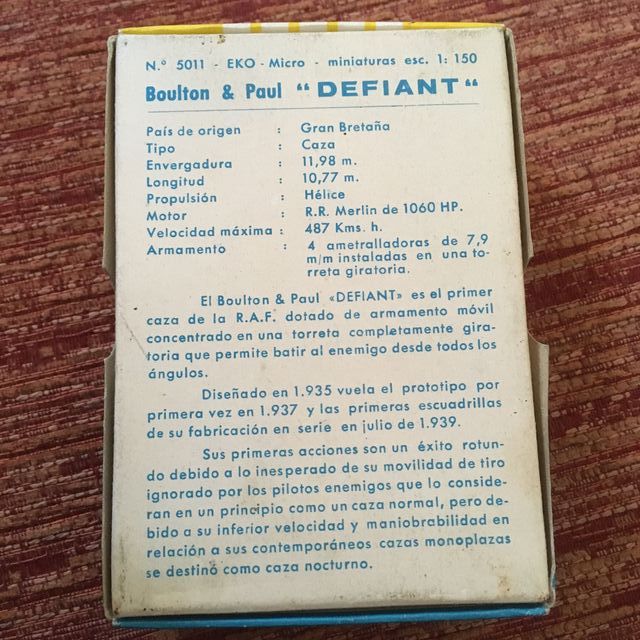 N.º 5011 - EKO - Micro - miniaturas esc. 1: 150
Boulton & Paul "DEFIANT"
País de origen : Gran Bretaña
Tipo : Caza
Envergadura : 11,98 m.
Longitud : 10,77 m.
Propulsión : Hélice
Motor : R.R. Merlin de 1060 HP.
Velocidad máxima : 487 Kms. h.
Armamento : 4 ametralladoras de 7,9
m/m instaladas en una to-
rreta giratoria.
El Boulton & Paul «DEFIANT» es el primer
caza de la R.A.F. dotado de armamento móvil
concentrado en una torreta completamente gira-
toria que permite batir al enemigo desde todos los
ángulos.
Diseñado en 1.935 vuela el prototipo por
primera vez en 1.937 y las primeras escuadrillas
de su fabricación en serie en julio de 1.939.
Sus primeras acciones son un éxito rotun-
do debido a lo inesperado de su movilidad de tiro
ignorado por los pilotos enemigos que lo conside-
ran en un principio como un caza normal, pero de-
bido a su inferior velocidad y maniobrabilidad en
relación a sus contemporáneos cazas monoplazas
se destinó como caza nocturno.